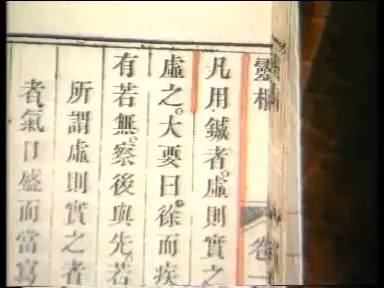 靈樞 卷一
凡用鍼者。虛則實之
虛之。大要曰。徐而疾
有若無。察後與先。若
所謂虛則實之者
者。氣口盛而當寫